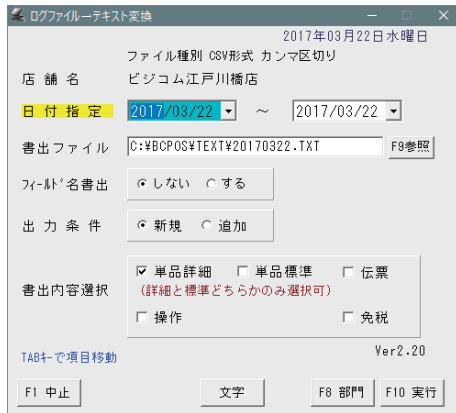 ログファイルーテキスト変換
2017年03月22日水曜日
ファイル種別 CSV形式 カンマ区切り
店 舗 名 ビジコム江戸川橋店
日 付 指 定 2017/03/22 ～ 2017/03/22
書出ファイル C:¥BCPOS¥TEXT¥20170322.TXT F9参照
ﾌｨｰﾙﾄﾞ名書出 しない する
出 力 条 件 新規 追加
単品詳細 単品標準 伝票
書出内容選択 (詳細と標準どちらかのみ選択可)
操作 免税
TABｷｰで項目移動 Ver2.20
F1 中止 文字 F8 部門 F10 実行